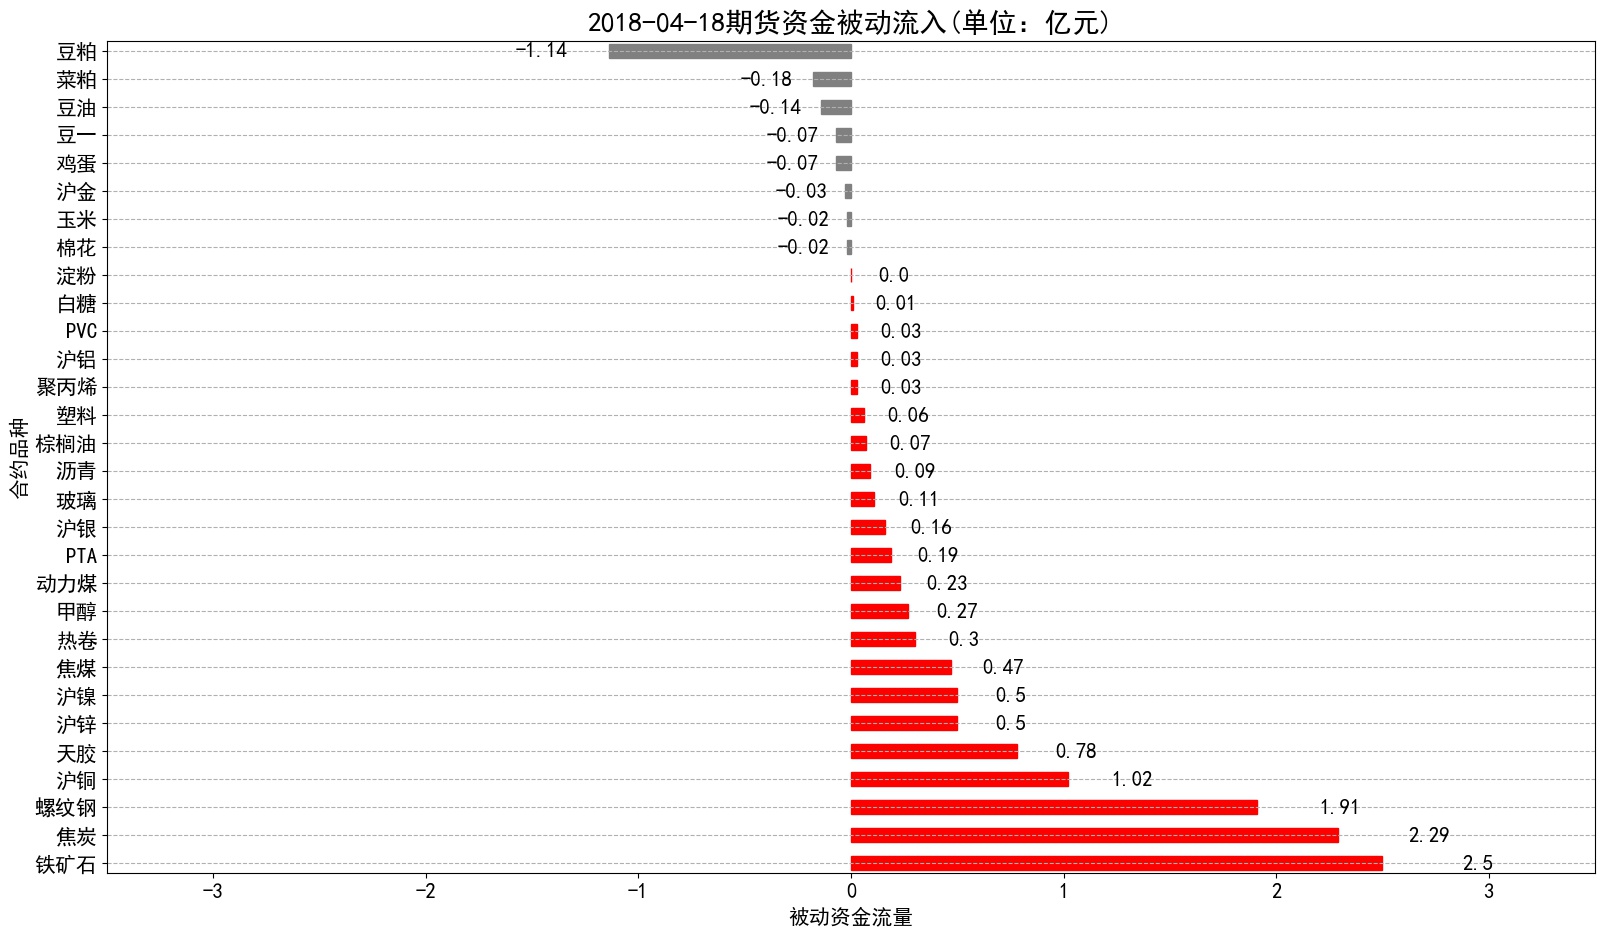 2018-04-18期货资金被动流入(单位：亿元)
豆粕 -1.14
菜粕 -0.18
豆油 -0.14
豆一 -0.07
鸡蛋 -0.07
沪金 -0.03
玉米 -0.02
棉花 -0.02
淀粉 0.0
白糖 0.01
PVC 0.03
沪铝 0.03
聚丙烯 0.03
塑料 0.06
棕榈油 0.07
沥青 0.09
玻璃 0.11
沪银 0.16
PTA 0.19
动力煤 0.23
甲醇 0.27
热卷 0.3
焦煤 0.47
沪镍 0.5
沪锌 0.5
天胶 0.78
沪铜 1.02
螺纹钢 1.91
焦炭 2.29
铁矿石 2.5
合约品种
-3 -2 -1 0 1 2 3
被动资金流量